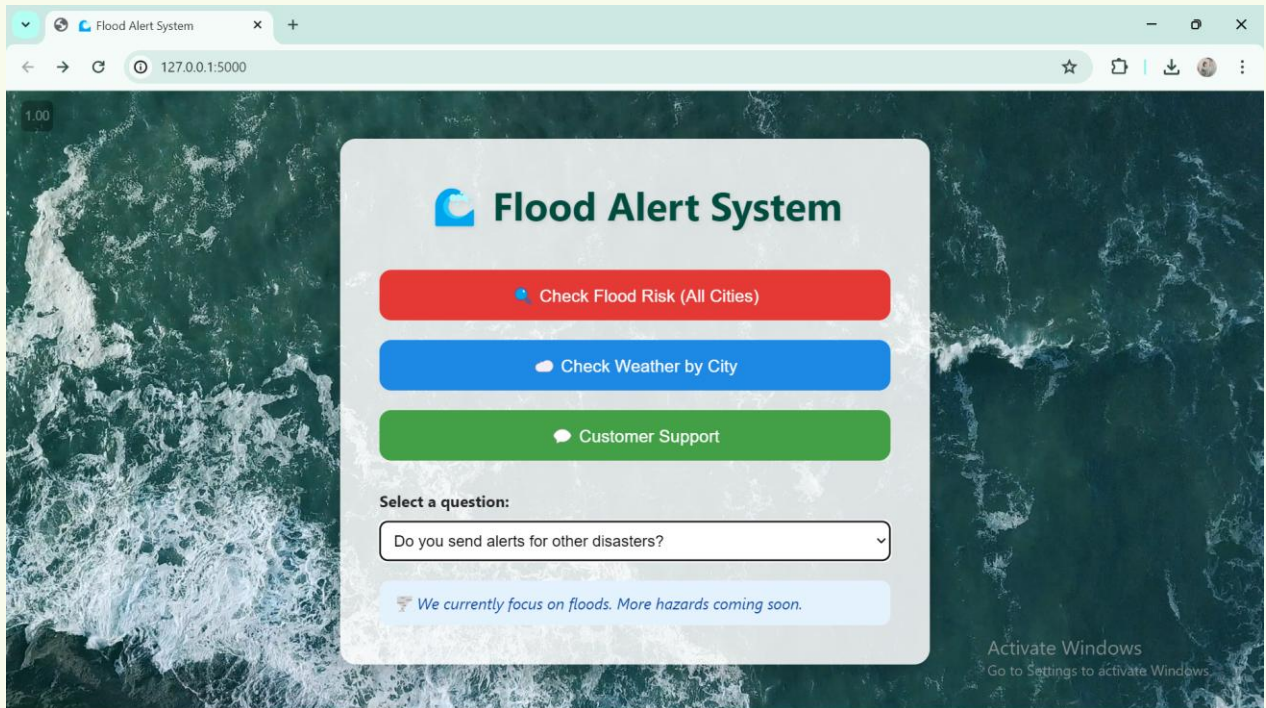 Flood Alert System
127.0.0.1:5000
1.00
Flood Alert System
Check Flood Risk (All Cities)
Check Weather by City
Customer Support
Select a question:
Do you send alerts for other disasters?
We currently focus on floods. More hazards coming soon.
Activate Windows
Go to Settings to activate Windows.